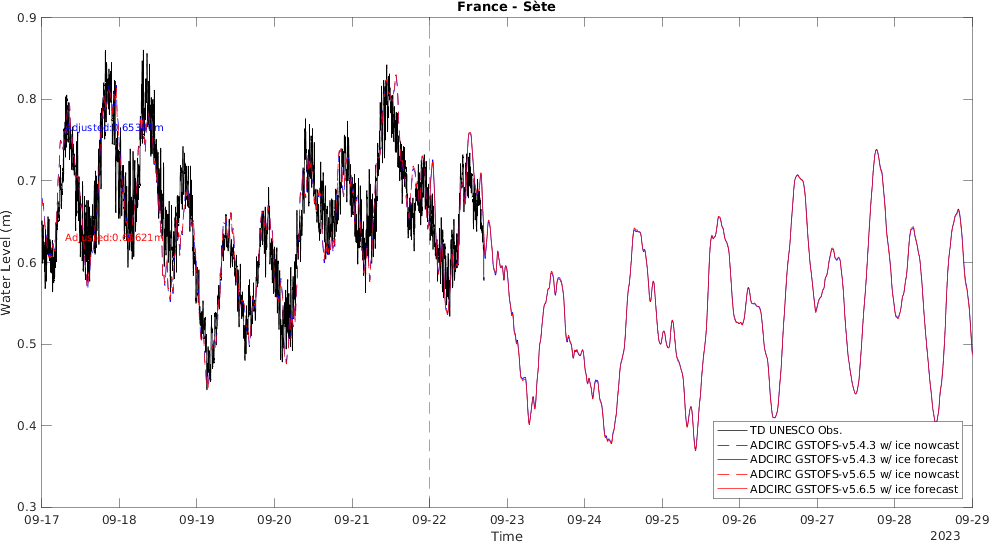 France - Sète
Water Level (m)
0.9
0.8
0.7
0.6
0.5
0.4
0.3
TD UNESCO Obs.
ADCIRC GSTOFS-v5.4.3 w/ ice nowcast
ADCIRC GSTOFS-v5.4.3 w/ ice forecast
ADCIRC GSTOFS-v5.6.5 w/ ice nowcast
ADCIRC GSTOFS-v5.6.5 w/ ice forecast
09-17 09-18 09-19 09-20 09-21 09-22 09-23 09-24 09-25 09-26 09-27 09-28 09-29
Time
2023